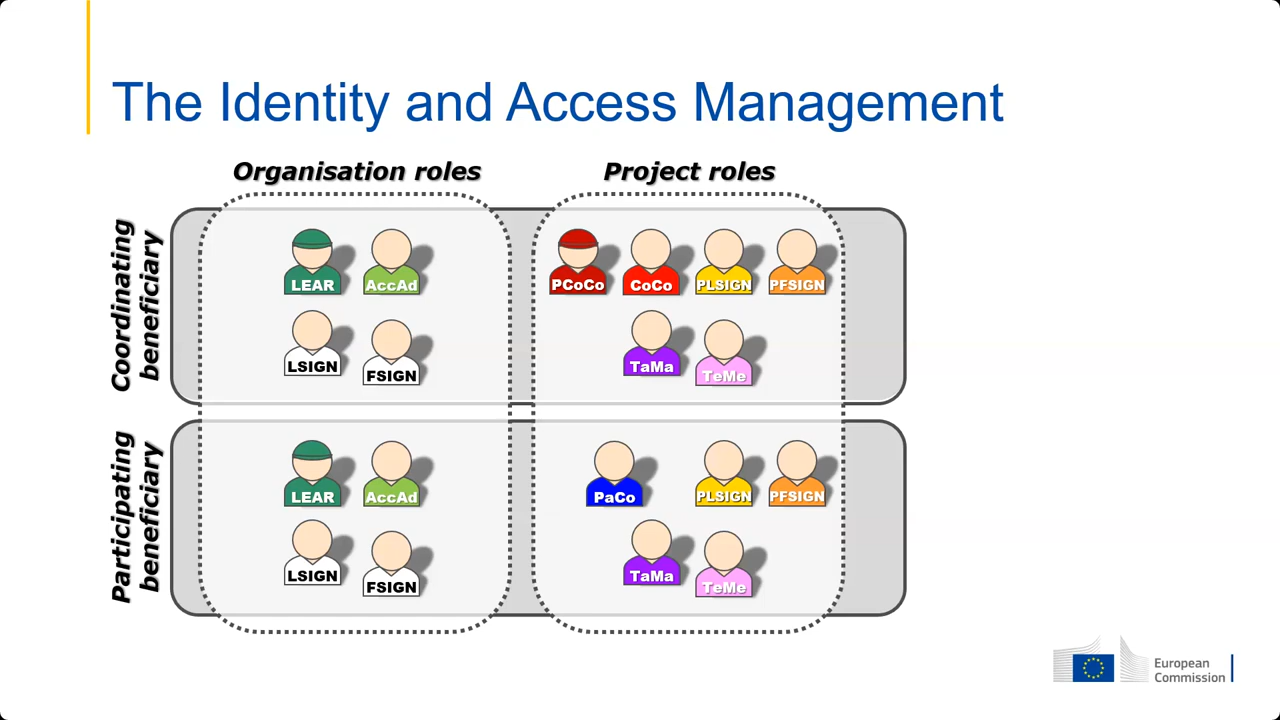 The Identity and Access Management
Organisation roles
Project roles
Coordinating
beneficiary
LEAR
AccAd
PCoCo
CoCo
PLSIGN
PFSIGN
LSIGN
FSIGN
TaMa
TeMe
Participating
beneficiary
LEAR
AccAd
PaCo
PLSIGN
PFSIGN
LSIGN
FSIGN
TaMa
TeMe
European
Commission